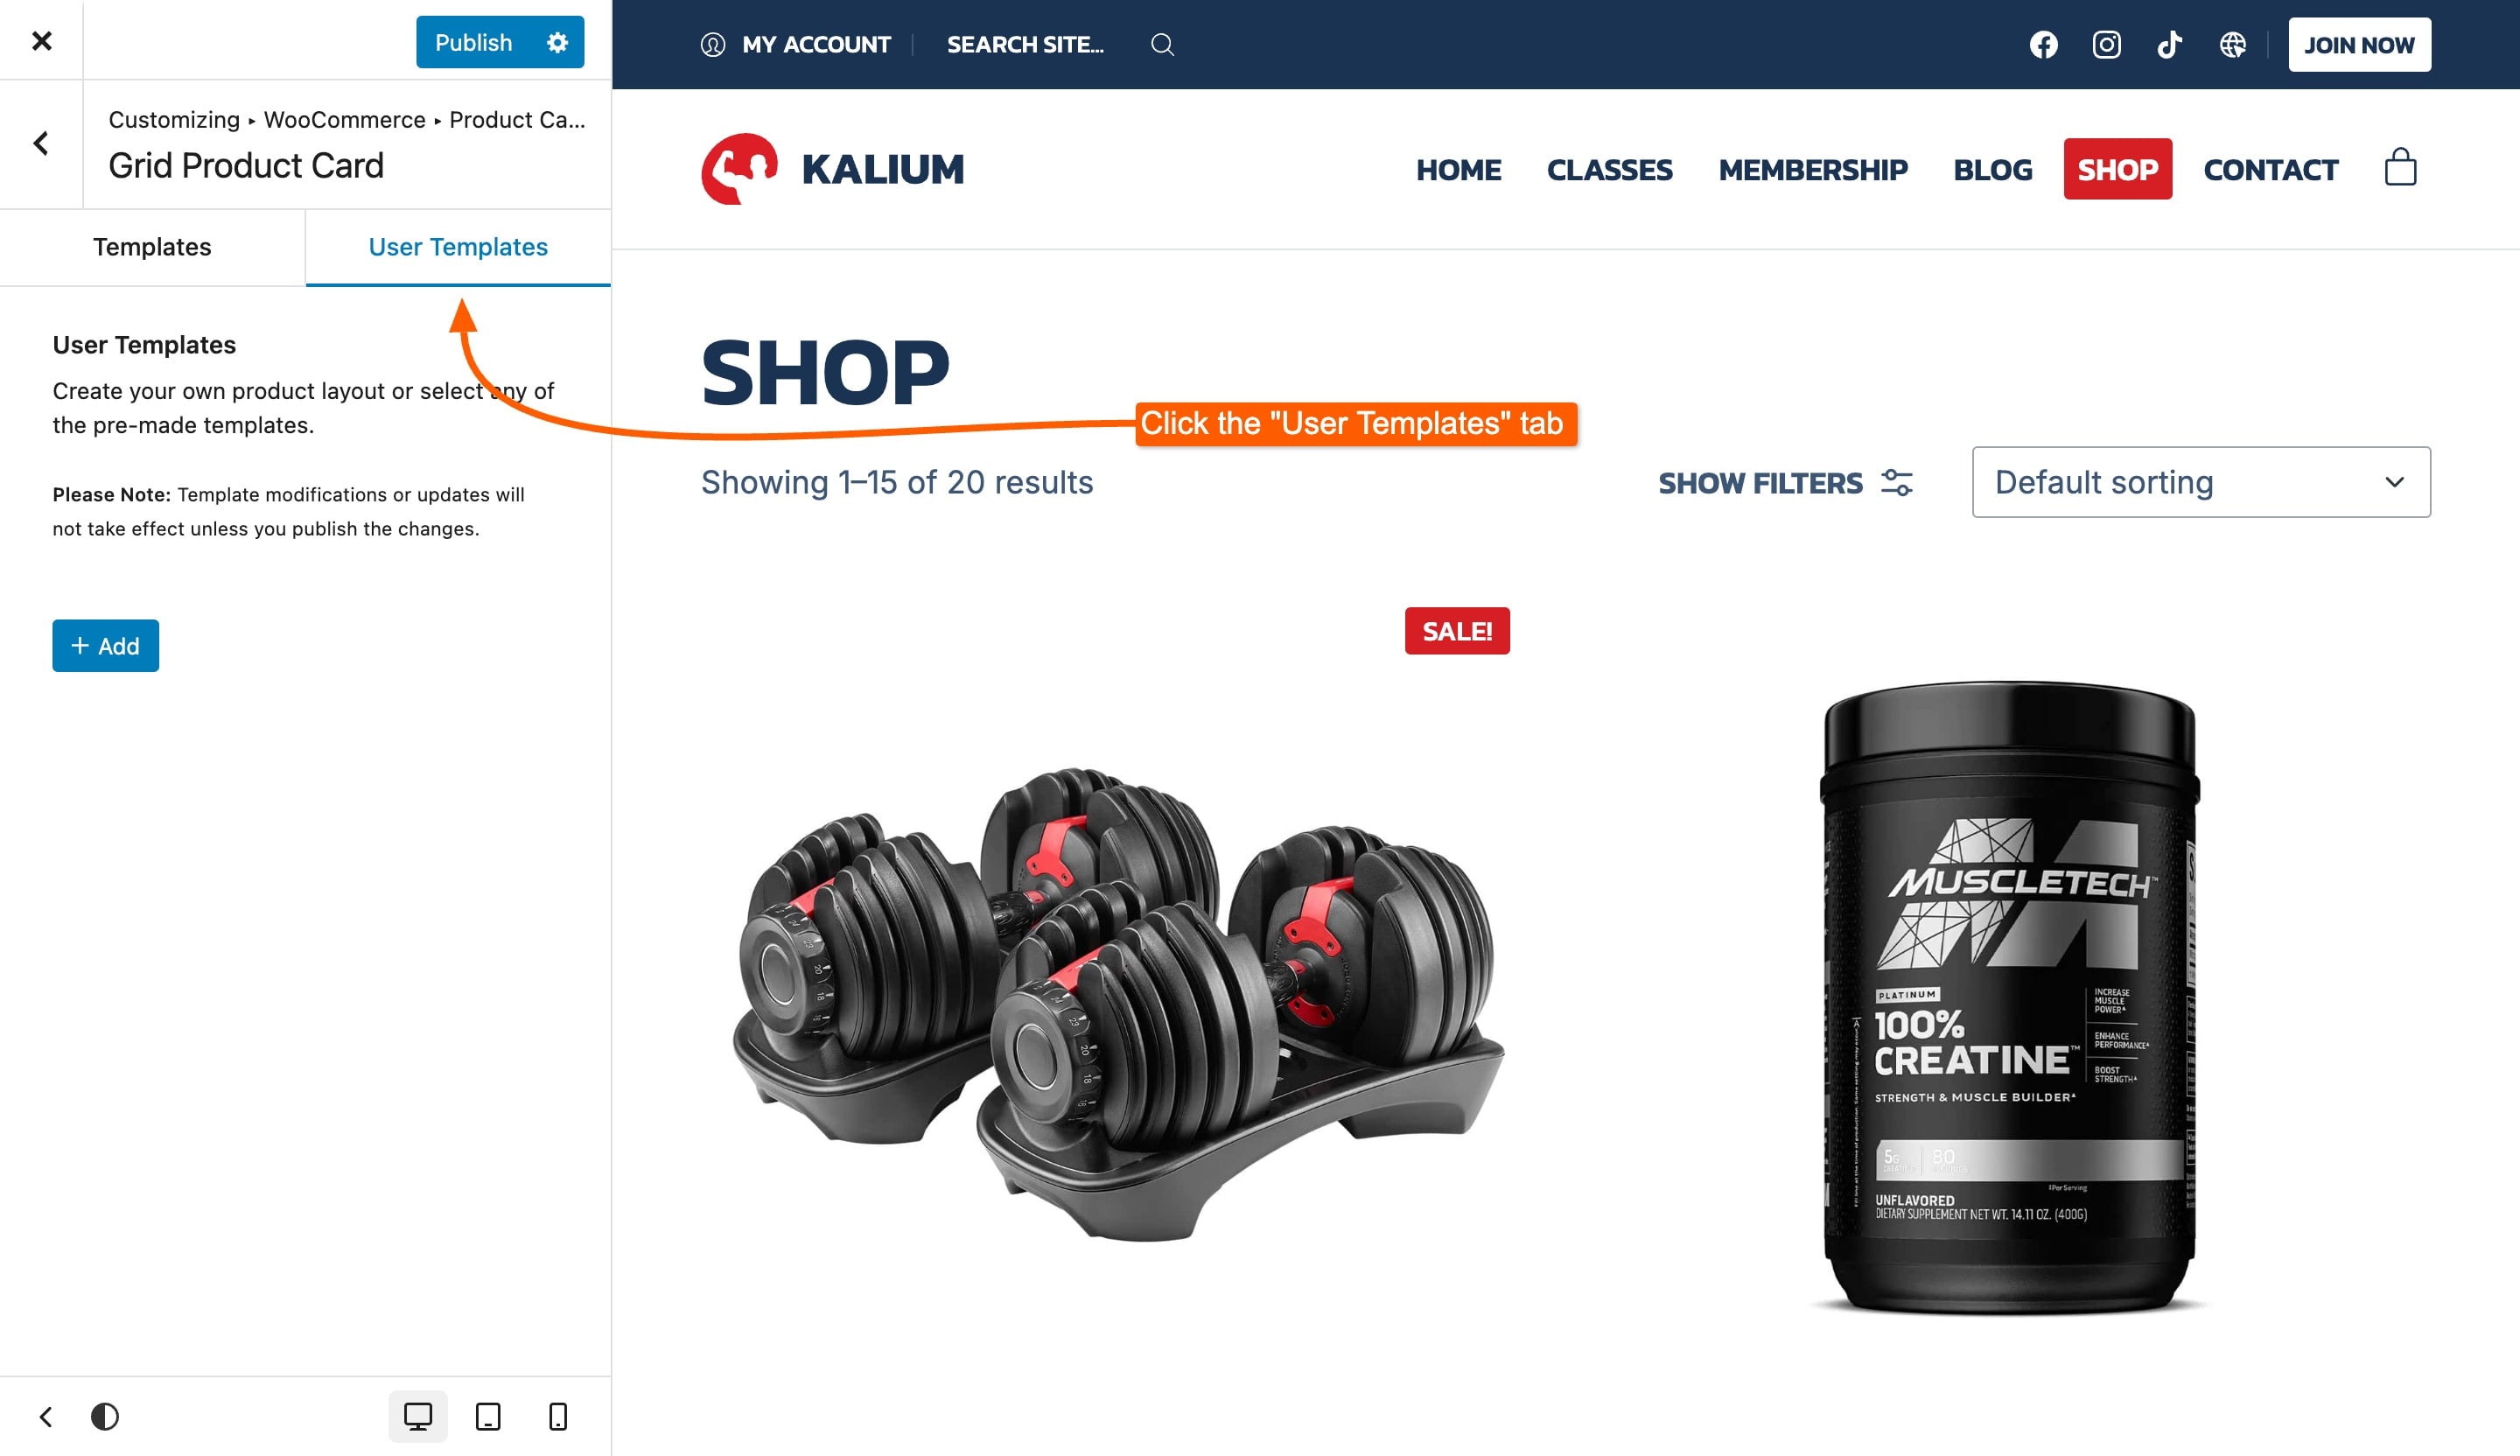 Publish
Customizing ▸ WooCommerce ▸ Product Ca...
Grid Product Card
Templates
User Templates
User Templates
Create your own product layout or select any of
the pre-made templates.
Please Note: Template modifications or updates will
not take effect unless you publish the changes.
+ Add
MY ACCOUNT
SEARCH SITE...
JOIN NOW
KALIUM
HOME
CLASSES
MEMBERSHIP
BLOG
SHOP
CONTACT
SHOP
Click the "User Templates" tab
Showing 1–15 of 20 results
SHOW FILTERS
Default sorting
SALE!
MUSCLETECH™
PLATINUM
100%
CREATINE™
INCREASE
MUSCLE
POWER▲
ENHANCE
PERFORMANCE▲
BOOST
STRENGTH▲
STRENGTH & MUSCLE BUILDER▲
5G
80
‡Per Serving
UNFLAVORED
DIETARY SUPPLEMENT NET WT. 14.11 OZ. (400G)